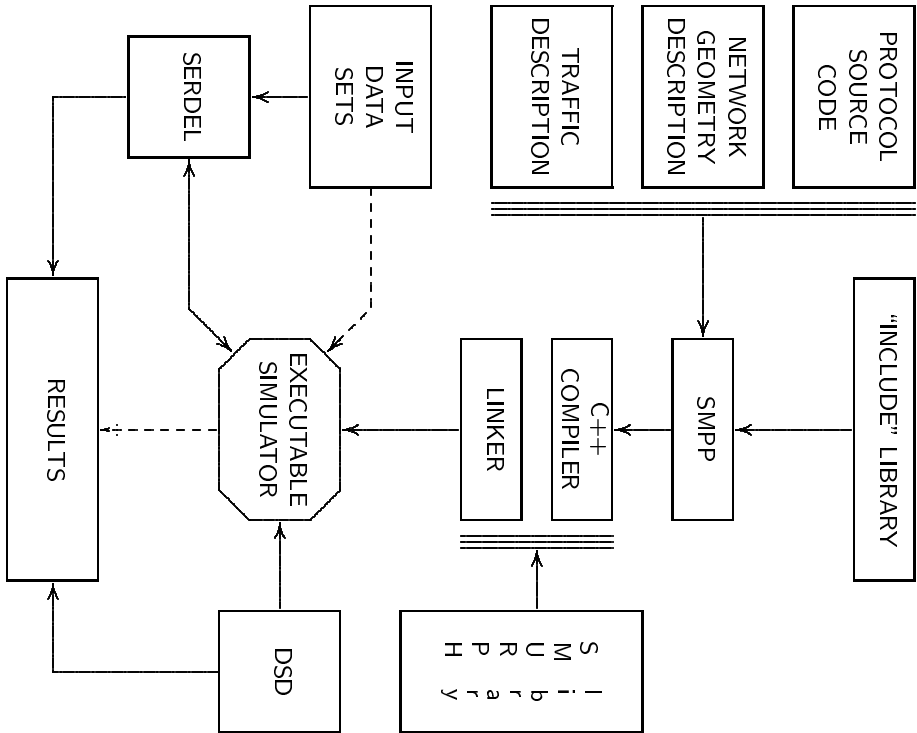 PROTOCOL
SOURCE
CODE
“INCLUDE” LIBRARY
NETWORK
GEOMETRY
DESCRIPTION
SMPP
TRAFFIC
DESCRIPTION
C++
COMPILER
LINKER
SMURPH
library
INPUT
DATA
SETS
EXECUTABLE
SIMULATOR
DSD
SERDEL
RESULTS